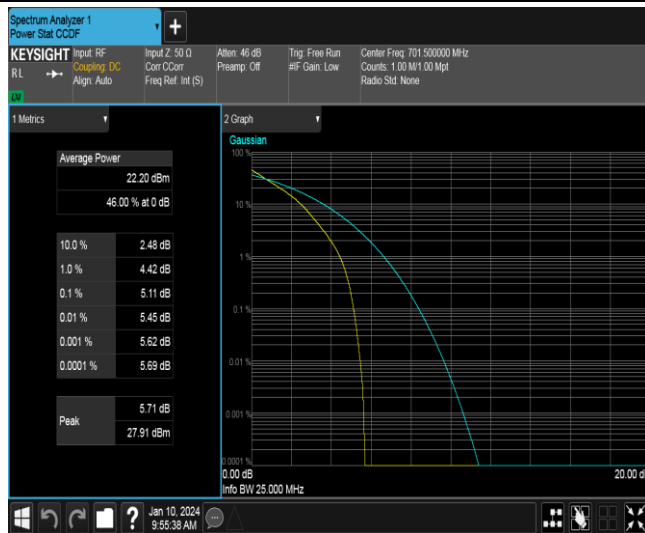 Spectrum Analyzer 1
Power Stat CCDF
+
KEYSIGHT
RL
Input: RF
Coupling: DC
Align: Auto
Input Z: 50 Ω
Corr CCorr
Freq Ref: Int (S)
Atten: 46 dB
Preamp: Off
Trig: Free Run
#IF Gain: Low
Center Freq: 701.500000 MHz
Counts: 1.00 M/1.00 Mpt
Radio Std: None
1 Metrics
Average Power
22.20 dBm
46.00 % at 0 dB
10.0 % 2.48 dB
1.0 % 4.42 dB
0.1 % 5.11 dB
0.01 % 5.45 dB
0.001 % 5.62 dB
0.0001 % 5.69 dB
Peak 5.71 dB
27.91 dBm
2 Graph
Gaussian
100 %
10 %
1 %
0.1 %
0.01 %
0.001 %
0.0001 %
0.00 dB
20.00 d
Info BW 25.000 MHz
?
Jan 10, 2024
9:55:38 AM